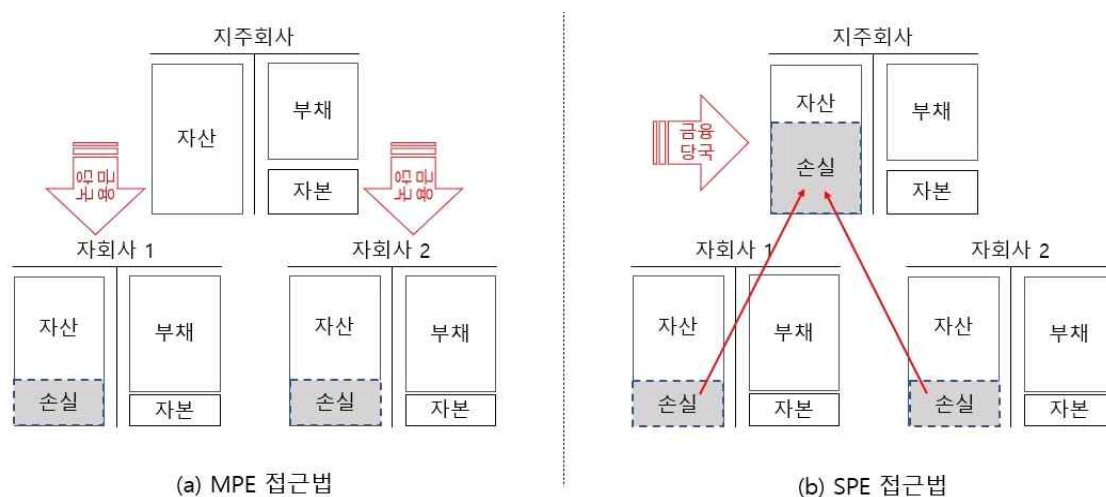 지주회사
자산
부채
자본
금융
당국
금융
당국
자회사 1
자산
부채
손실
자본
자회사 2
자산
부채
손실
자본
(a) MPE 접근법
지주회사
금융
당국
자산
부채
손실
자본
자회사 1
자산
부채
손실
자본
자회사 2
자산
부채
손실
자본
(b) SPE 접근법